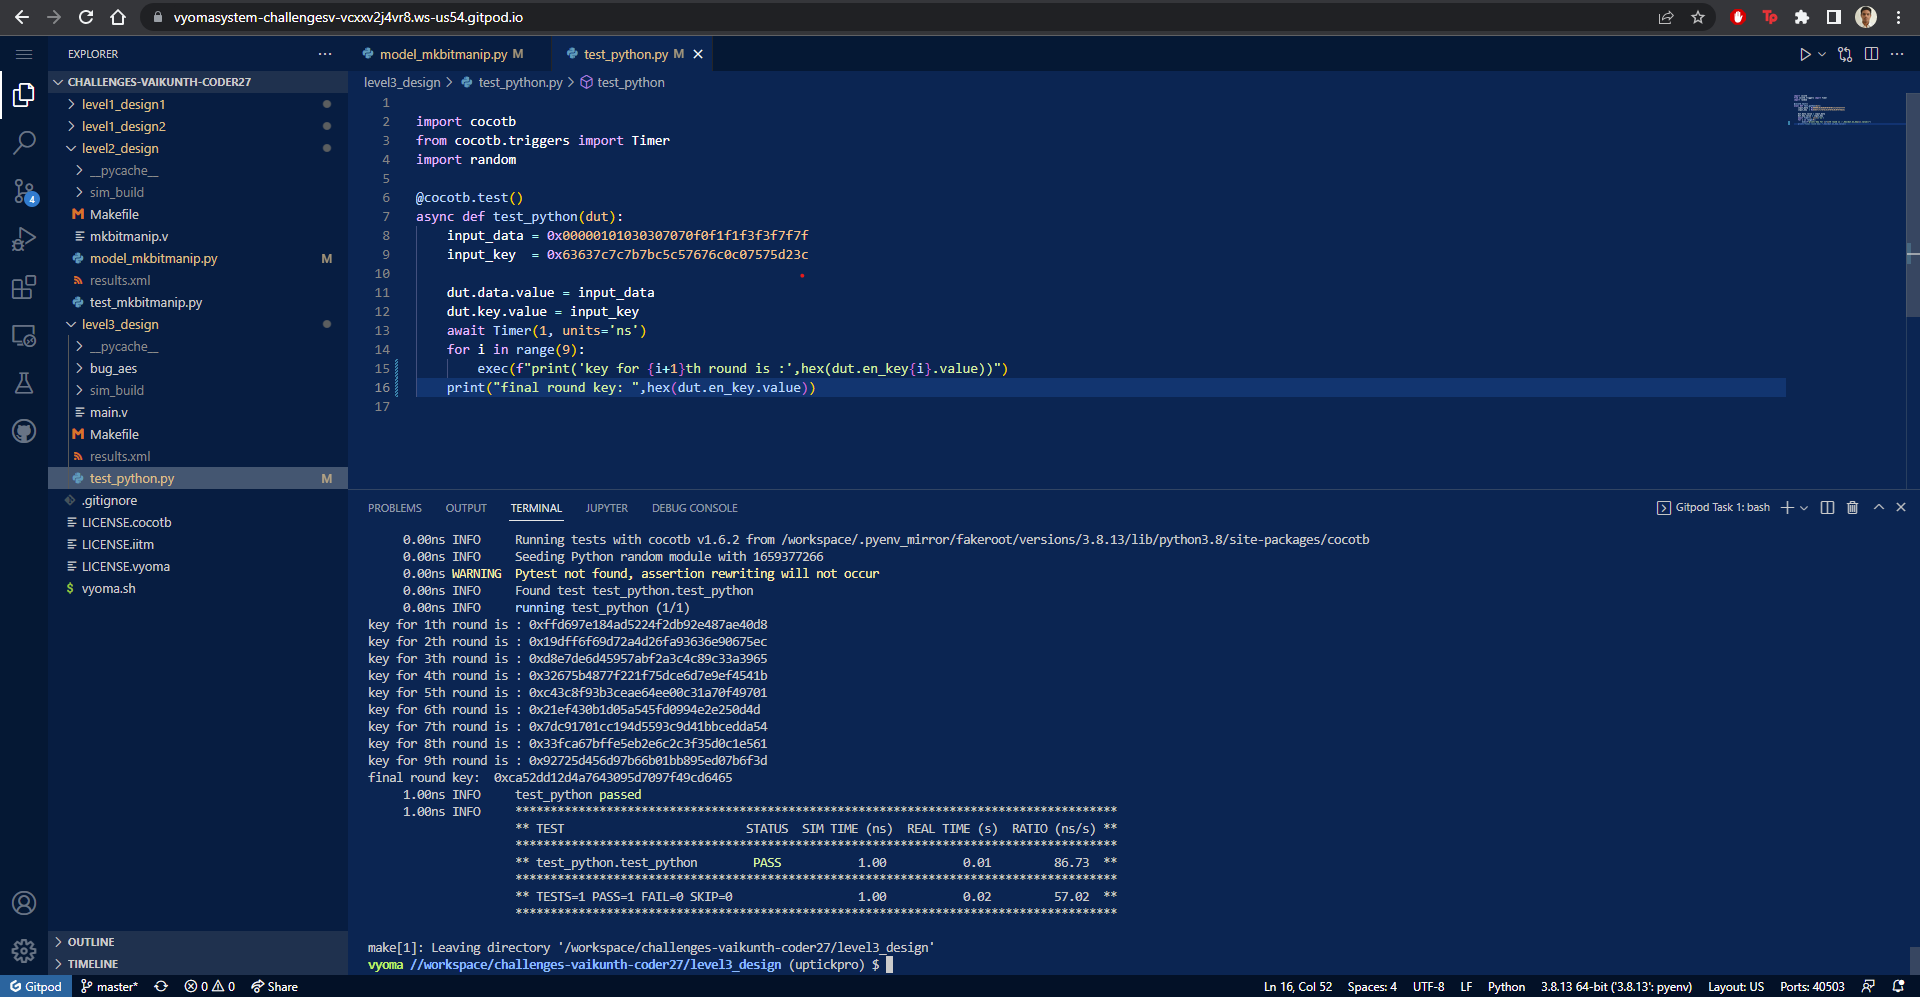 vyomasystem-challengesv-vcxxv2j4vr8.ws-us54.gitpod.io
Tp
EXPLORER
CHALLENGES-VAIKUNTH-CODER27
level1_design1
level1_design2
level2_design
__pycache__
sim_build
Makefile
mkbitmanip.v
model_mkbitmanip.py M
results.xml
test_mkbitmanip.py
level3_design
__pycache__
bug_aes
sim_build
main.v
Makefile
results.xml
test_python.py M
.gitignore
LICENSE.cocotb
LICENSE.iitm
LICENSE.vyoma
vyoma.sh
OUTLINE
TIMELINE
4
model_mkbitmanip.py M test_python.py M
level3_design > test_python.py > test_python
1
2 import cocotb
3 from cocotb.triggers import Timer
4 import random
5
6 @cocotb.test()
7 async def test_python(dut):
8 input_data = 0x00000101030307070f0f1f1f3f3f7f7f
9 input_key  = 0x63637c7c7b7bc5c57676c0c07575d23c
10
11 dut.data.value = input_data
12 dut.key.value = input_key
13 await Timer(1, units='ns')
14 for i in range(9):
15 exec(f"print('key for {i+1}th round is :',hex(dut.en_key{i}.value))")
16 print("final round key: ",hex(dut.en_key.value))
17
PROBLEMS OUTPUT TERMINAL JUPYTER DEBUG CONSOLE
Gitpod Task 1: bash
0.00ns INFO Running tests with cocotb v1.6.2 from /workspace/.pyenv_mirror/fakeroot/versions/3.8.13/lib/python3.8/site-packages/cocotb
0.00ns INFO Seeding Python random module with 1659377266
0.00ns WARNING Pytest not found, assertion rewriting will not occur
0.00ns INFO Found test test_python.test_python
0.00ns INFO running test_python (1/1)
key for 1th round is : 0xffd697e184ad5224f2db92e487ae40d8
key for 2th round is : 0x19dff6f69d72a4d26fa93636e90675ec
key for 3th round is : 0xd8e7de6d45957abf2a3c4c89c33a3965
key for 4th round is : 0x32675b4877f221f75dce6d7e9ef4541b
key for 5th round is : 0xc43c8f93b3ceae64ee00c31a70f49701
key for 6th round is : 0x21ef430b1d05a545fd0994e2e250d4d
key for 7th round is : 0x7dc91701cc194d5593c9d41bbcedda54
key for 8th round is : 0x33fca67bffe5eb2e6c2c3f35d0c1e561
key for 9th round is : 0x92725d456d97b66b01bb895ed07b6f3d
final round key:  0xca52dd12d4a7643095d7097f49cd6465
1.00ns INFO test_python passed
1.00ns INFO **************************************************************************************
** TEST STATUS SIM TIME (ns) REAL TIME (s) RATIO (ns/s) **
**************************************************************************************
** test_python.test_python PASS 1.00 0.01 86.73 **
**************************************************************************************
** TESTS=1 PASS=1 FAIL=0 SKIP=0 1.00 0.02 57.02 **
**************************************************************************************
make[1]: Leaving directory '/workspace/challenges-vaikunth-coder27/level3_design'
vyoma //workspace/challenges-vaikunth-coder27/level3_design (uptickpro) $
Gitpod master* 0 0 Share Ln 16, Col 52 Spaces: 4 UTF-8 LF Python 3.8.13 64-bit ('3.8.13': pyenv) Layout: US Ports: 40503